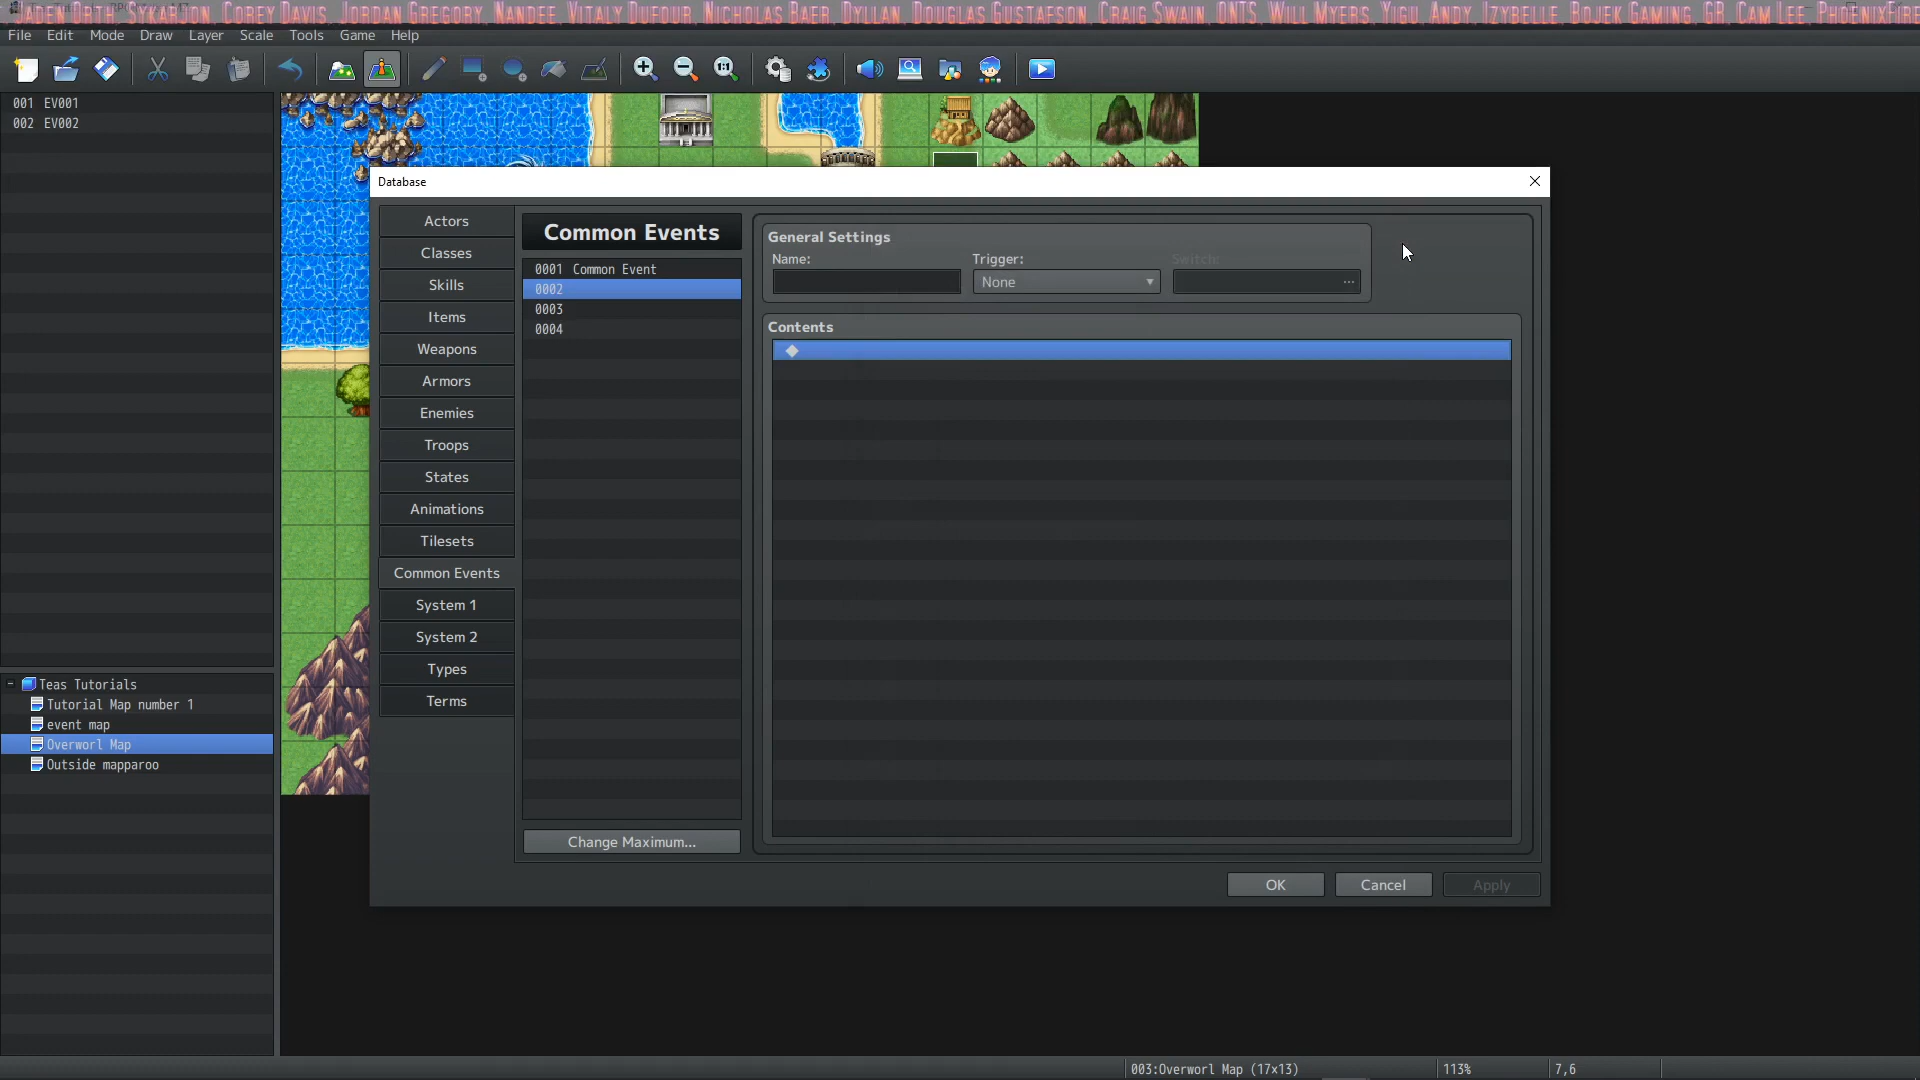 Aden North, Sykarion, Corey Davis, Jordan Gregory, Nandee, Vitaly Dufour, Nicholas Baer, Dyllan, Douglas Gustafson, Craig Swain, ONTS, Will Myers, Yigu, Andy, Izybelle, Bojek Gaming, GR, Cam Lee, PhoenixFire
File Edit Mode Draw Layer Scale Tools Game Help
001 EV001
002 EV002
Database
Actors
Classes
Skills
Items
Weapons
Armors
Enemies
Troops
States
Animations
Tilesets
Common Events
System 1
System 2
Types
Terms
Common Events
0001 Common Event
0002
0003
0004
Change Maximum...
General Settings
Name: Trigger: Switch:
None ...
Contents
OK Cancel Apply
Teas Tutorials
Tutorial Map number 1
event map
Overworl Map
Outside mapparoo
003:Overworl Map (17x13) 113% 7,6